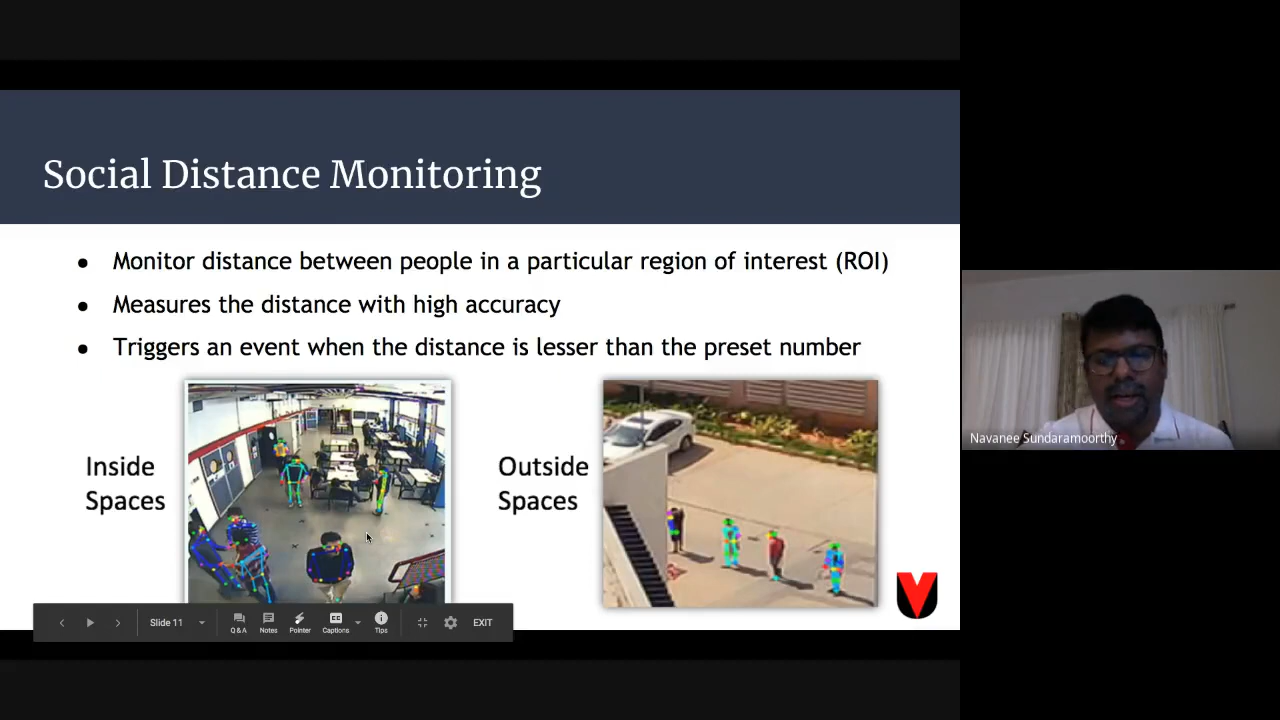 Social Distance Monitoring
● Monitor distance between people in a particular region of interest (ROI)
● Measures the distance with high accuracy
● Triggers an event when the distance is lesser than the preset number
Inside
Spaces
Outside
Spaces
Navanee Sundaramoorthy
Slide 11
Q&A
Notes
Pointer
Captions
Tips
EXIT